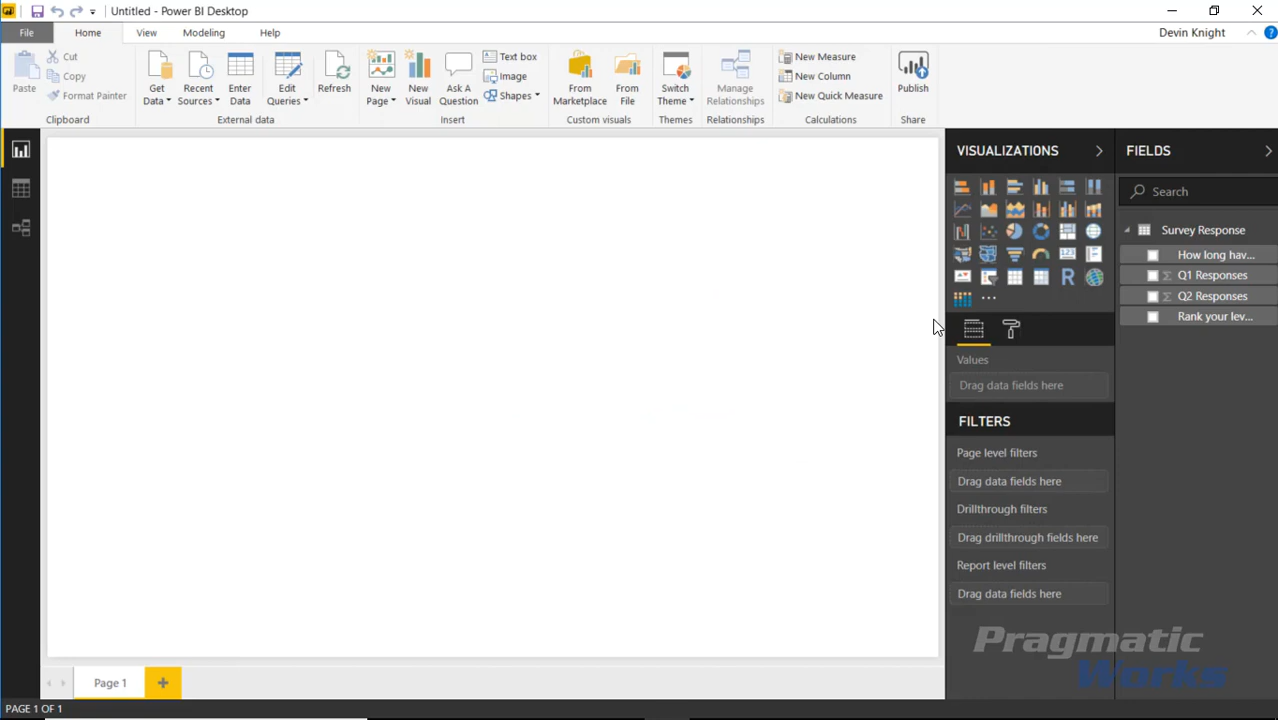 Untitled - Power BI Desktop
File
Home
View
Modeling
Help
Devin Knight
Paste
Cut
Copy
Format Painter
Clipboard
Get Data
Recent Sources
Enter Data
Edit Queries
Refresh
External data
New Page
New Visual
Ask A Question
Text box
Image
Shapes
Insert
From Marketplace
From File
Custom visuals
Switch Theme
Themes
Manage Relationships
Relationships
New Measure
New Column
New Quick Measure
Calculations
Publish
Share
VISUALIZATIONS
R
Values
Drag data fields here
FILTERS
Page level filters
Drag data fields here
Drillthrough filters
Drag drillthrough fields here
Report level filters
Drag data fields here
FIELDS
Search
Survey Response
How long hav...
Q1 Responses
Q2 Responses
Rank your lev...
Pragmatic
Works
Page 1
PAGE 1 OF 1